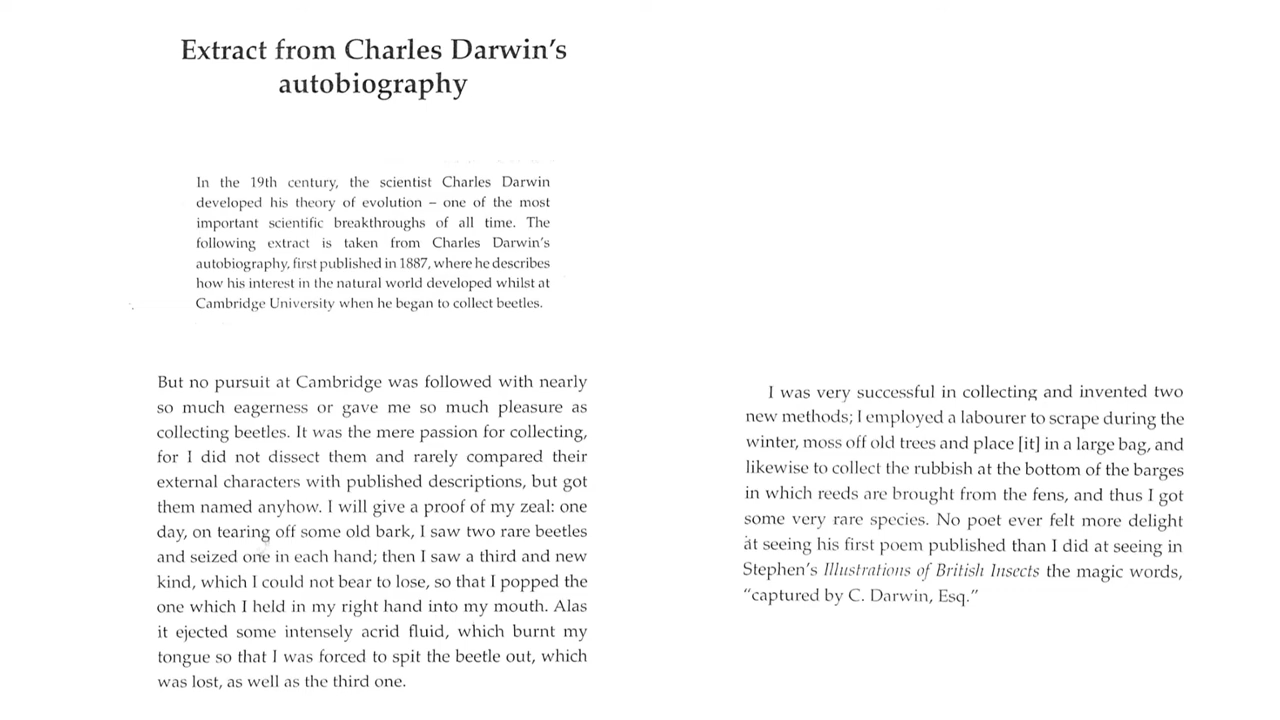 Extract from Charles Darwin's
autobiography
In the 19th century, the scientist Charles Darwin
developed his theory of evolution – one of the most
important scientific breakthroughs of all time. The
following extract is taken from Charles Darwin's
autobiography, first published in 1887, where he describes
how his interest in the natural world developed whilst at
Cambridge University when he began to collect beetles.
But no pursuit at Cambridge was followed with nearly
so much eagerness or gave me so much pleasure as
collecting beetles. It was the mere passion for collecting,
for I did not dissect them and rarely compared their
external characters with published descriptions, but got
them named anyhow. I will give a proof of my zeal: one
day, on tearing off some old bark, I saw two rare beetles
and seized one in each hand; then I saw a third and new
kind, which I could not bear to lose, so that I popped the
one which I held in my right hand into my mouth. Alas
it ejected some intensely acrid fluid, which burnt my
tongue so that I was forced to spit the beetle out, which
was lost, as well as the third one.
I was very successful in collecting and invented two
new methods; I employed a labourer to scrape during the
winter, moss off old trees and place [it] in a large bag, and
likewise to collect the rubbish at the bottom of the barges
in which reeds are brought from the fens, and thus I got
some very rare species. No poet ever felt more delight
at seeing his first poem published than I did at seeing in
Stephen's Illustrations of British Insects the magic words,
"captured by C. Darwin, Esq."